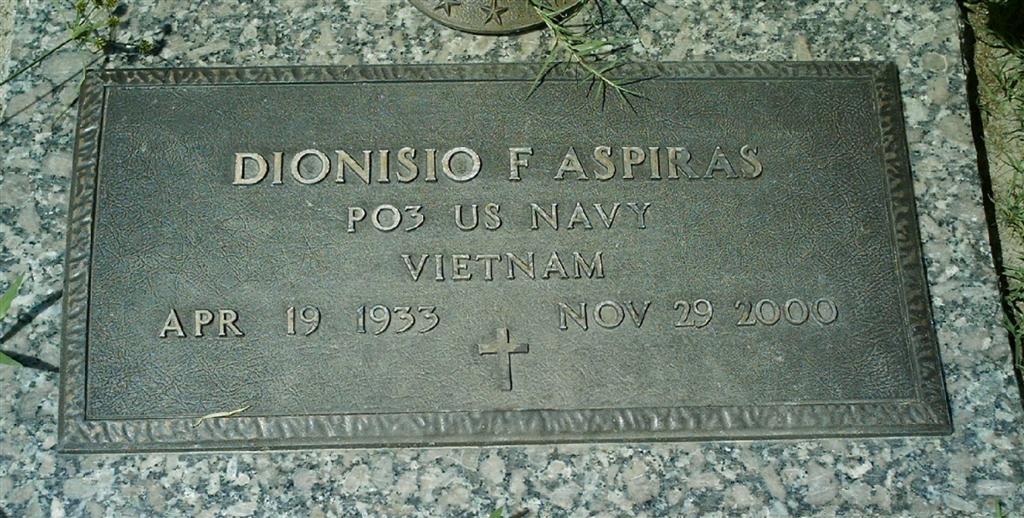 DIONISIO F ASPIRAS
PO3 US NAVY
VIETNAM
APR 19 1933 NOV 29 2000